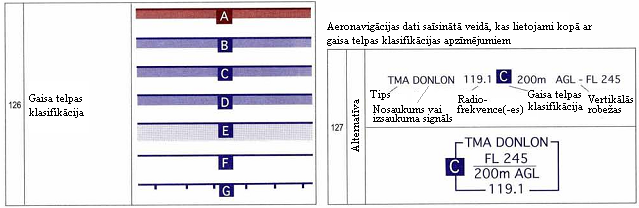 126
Gaisa telpas
klasifikācija
A
B
C
D
E
F
G
Aeronavigācijas dati saīsinātā veidā, kas lietojami kopā ar
gaisa telpas klasifikācijas apzīmējumiem
127
Alternatīva
TMA DONLON 119.1 C 200m AGL - FL 245
Tips
Nosaukums vai
izsaukuma signāls
Radio-
frekvence(-es)
Gaisa telpas
klasifikācija
Vertikālās
robežas
TMA DONLON
C
FL 245
200m AGL
119.1